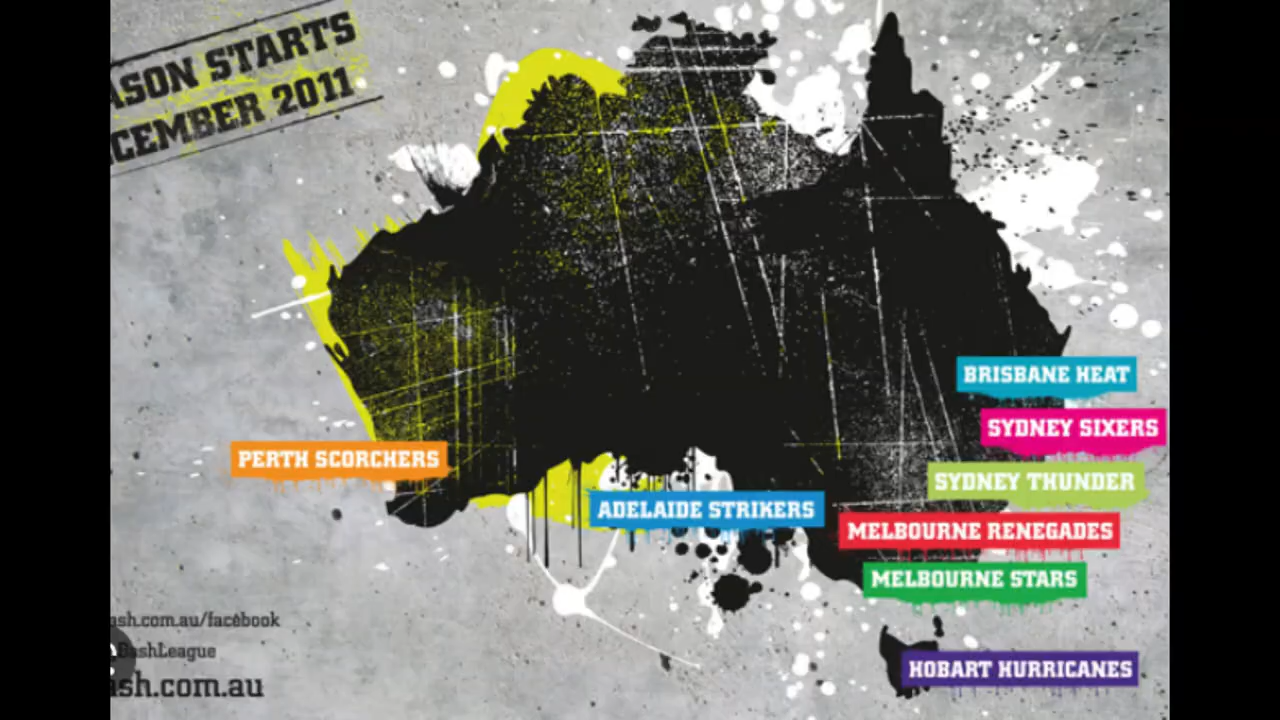 ASON STARTS
CEMBER 2011
BRISBANE HEAT
SYDNEY SIXERS
PERTH SCORCHERS
SYDNEY THUNDER
ADELAIDE STRIKERS
MELBOURNE RENEGADES
MELBOURNE STARS
ash.com.au/facebook
BashLeague
HOBART HURRICANES
ash.com.au